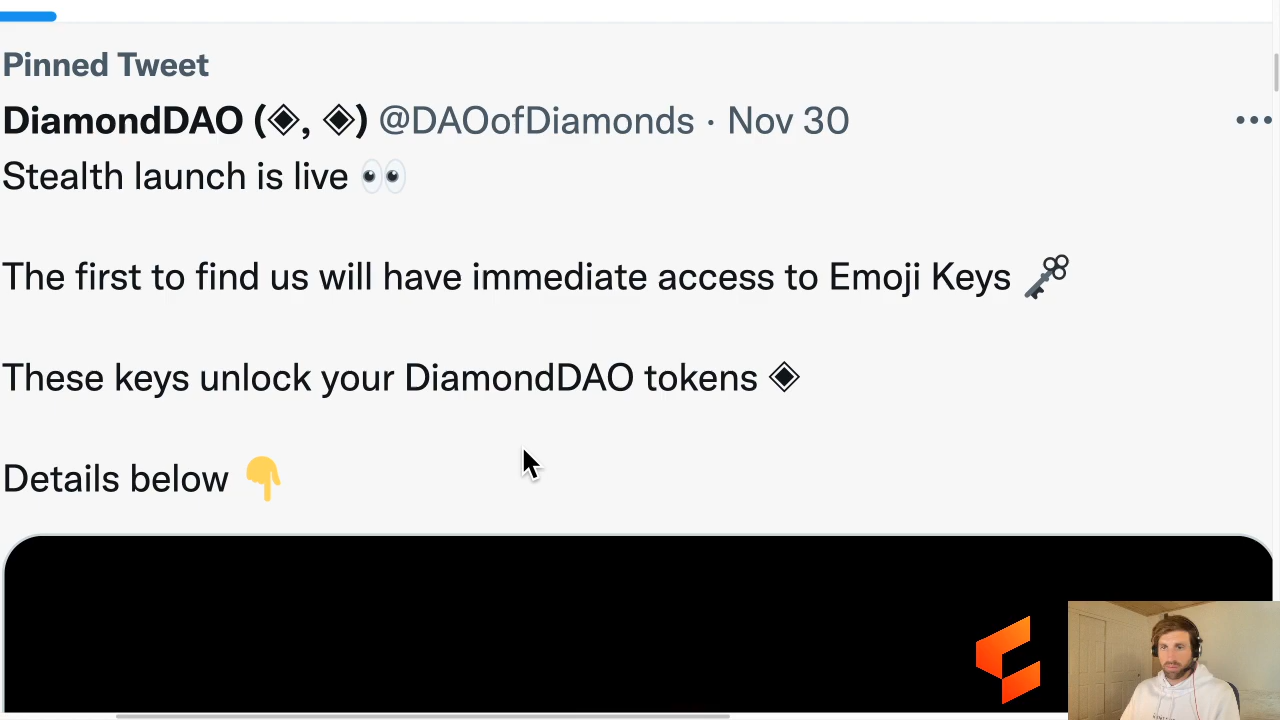 Pinned Tweet
DiamondDAO (◈, ◈) @DAOofDiamonds · Nov 30
Stealth launch is live 👀
The first to find us will have immediate access to Emoji Keys 🗝
These keys unlock your DiamondDAO tokens ◈
Details below 👇